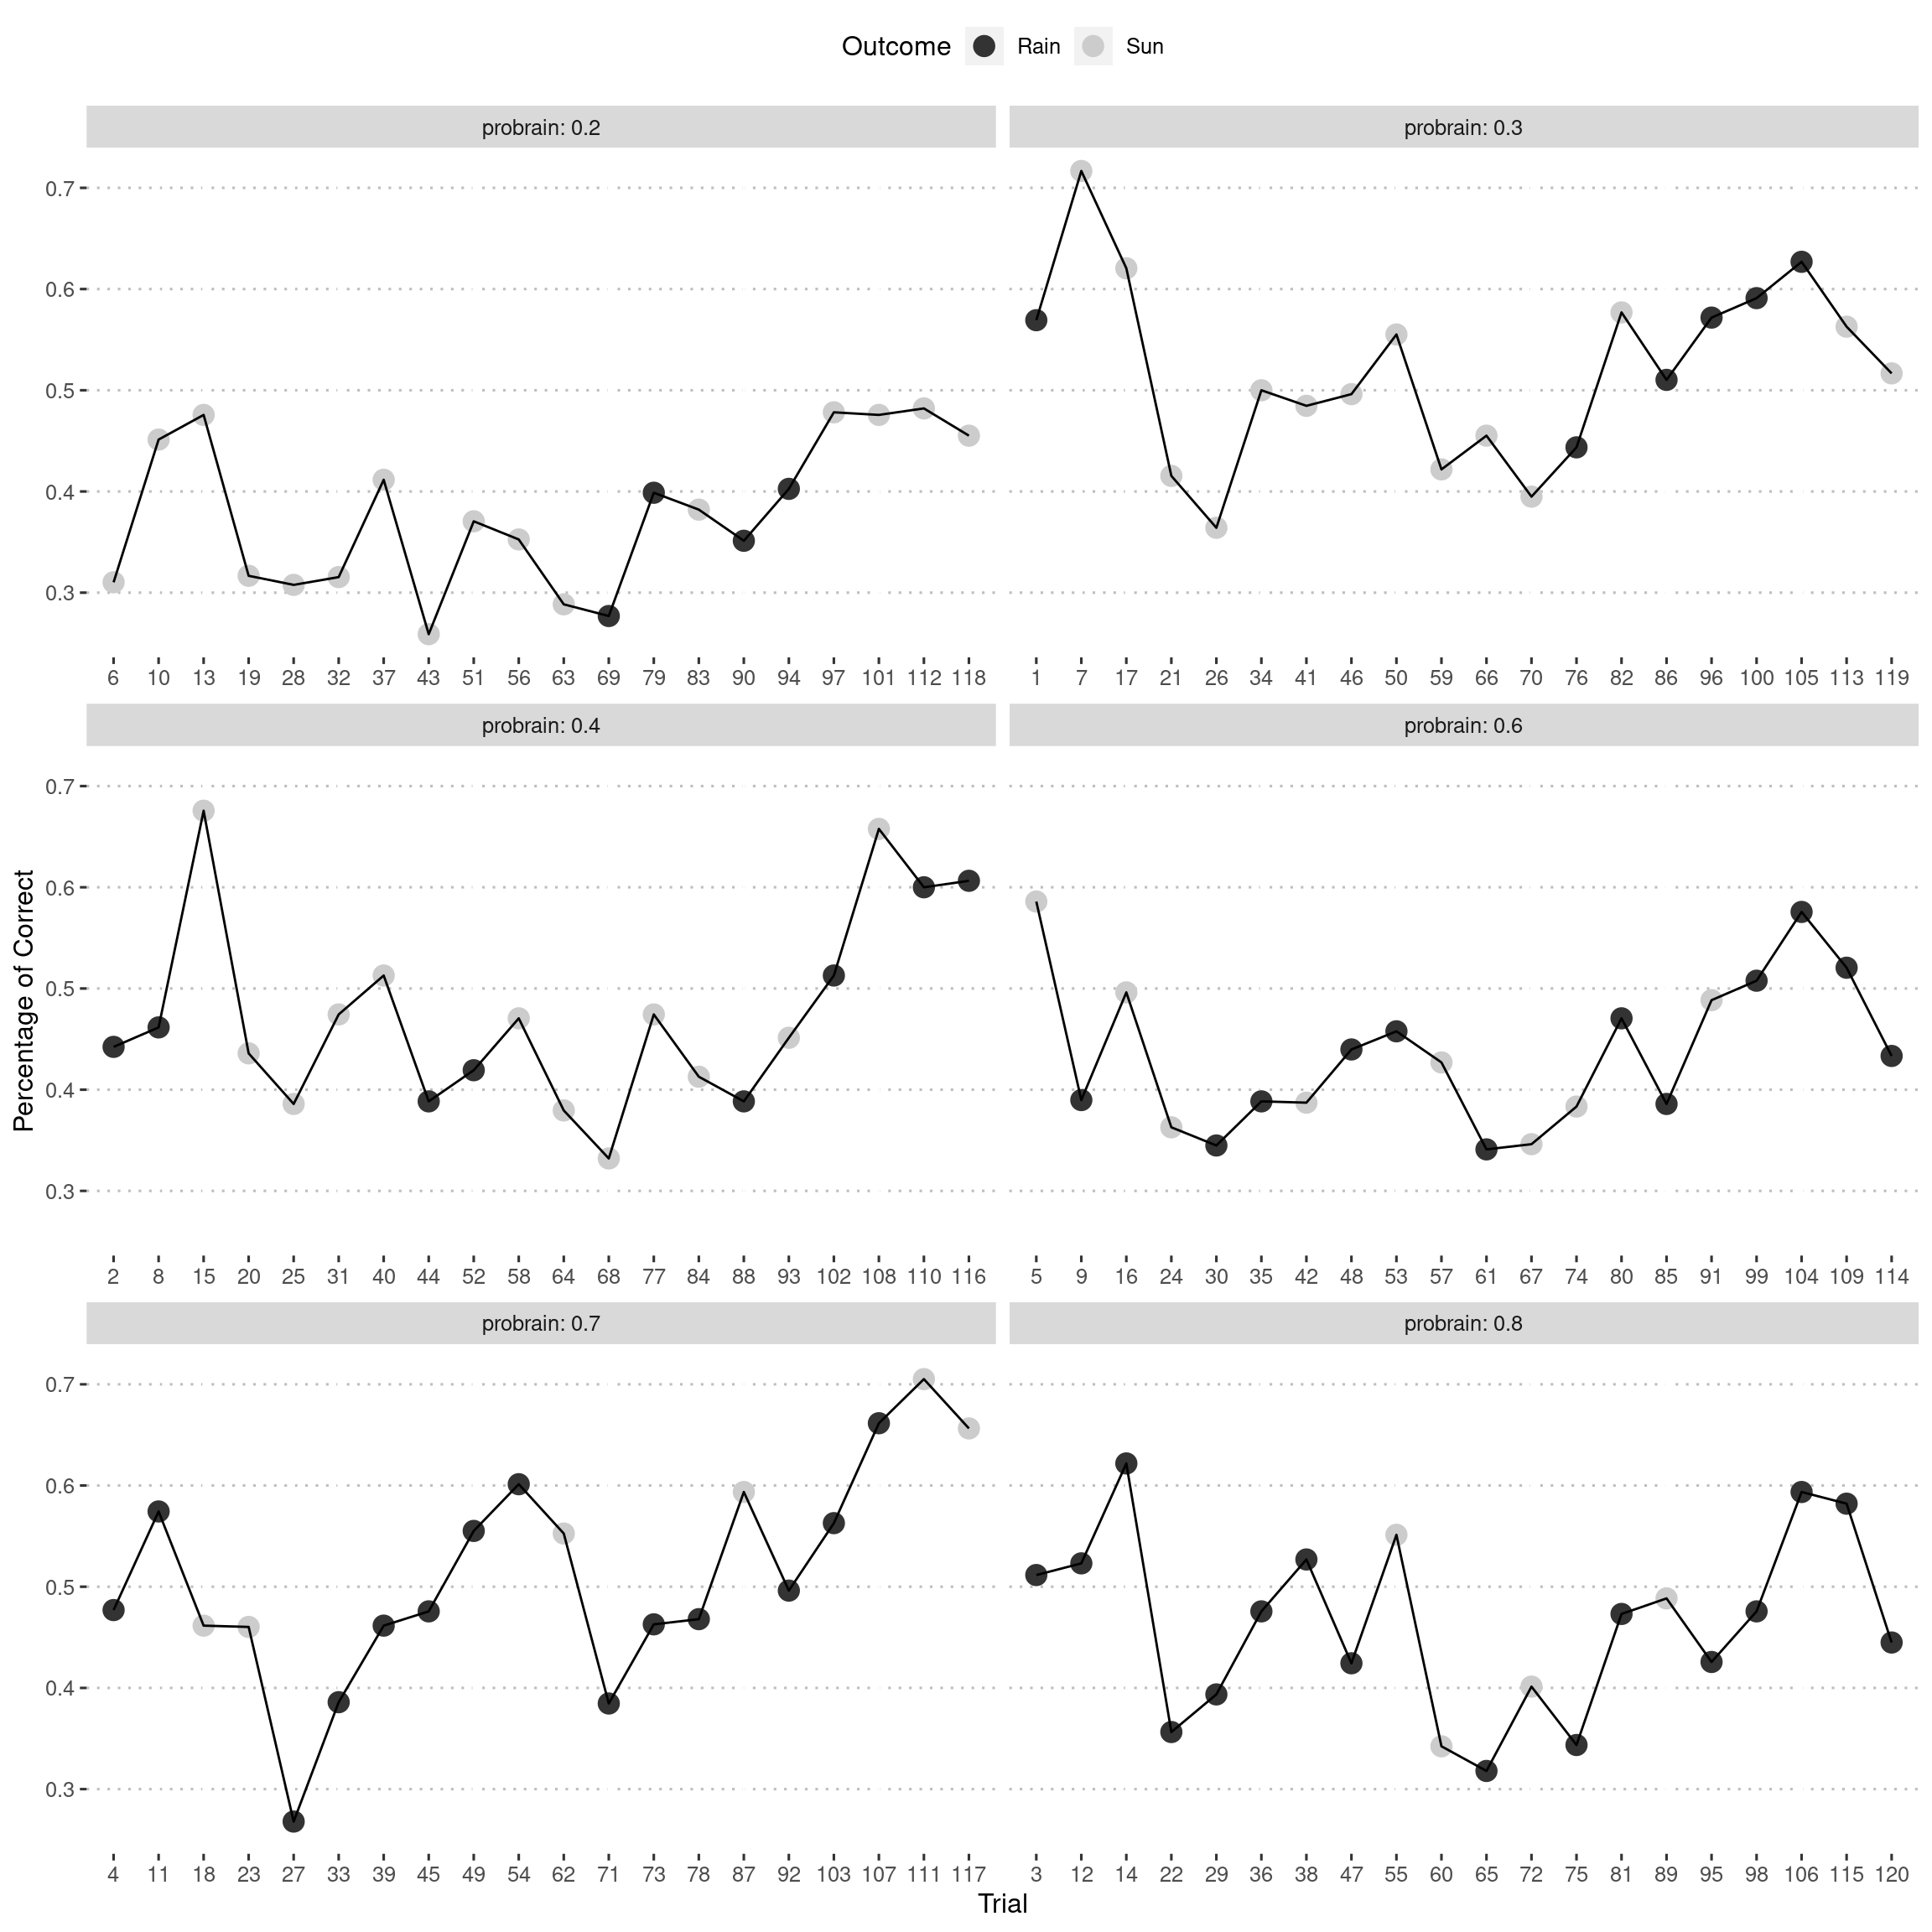 Outcome Rain Sun
probrain: 0.2 probrain: 0.3
0.7
0.6
0.5
0.4
0.3
6 10 13 19 28 32 37 43 51 56 63 69 79 83 90 94 97 101 112 118
1 7 17 21 26 34 41 46 50 59 66 70 76 82 86 96 100 105 113 119
probrain: 0.4 probrain: 0.6
0.7
0.6
0.5
0.4
0.3
2 8 15 20 25 31 40 44 52 58 64 68 77 84 88 93 102 108 110 116
5 9 16 24 30 35 42 48 53 57 61 67 74 80 85 91 99 104 109 114
probrain: 0.7 probrain: 0.8
0.7
0.6
0.5
0.4
0.3
4 11 18 23 27 33 39 45 49 54 62 71 73 78 87 92 103 107 111 117
3 12 14 22 29 36 38 47 55 60 65 72 75 81 89 95 98 106 115 120
Percentage of Correct
Trial